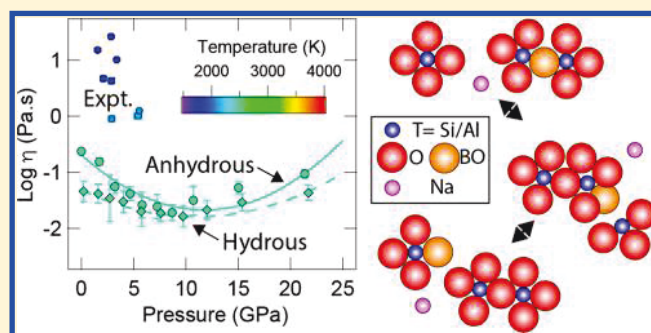 Temperature (K)
2000 3000 4000
1
0
-1
-2
Log η (Pa.s)
Expt.
Anhydrous
Hydrous
0 5 10 15 20 25
Pressure (GPa)
T= Si/Al
O BO
Na